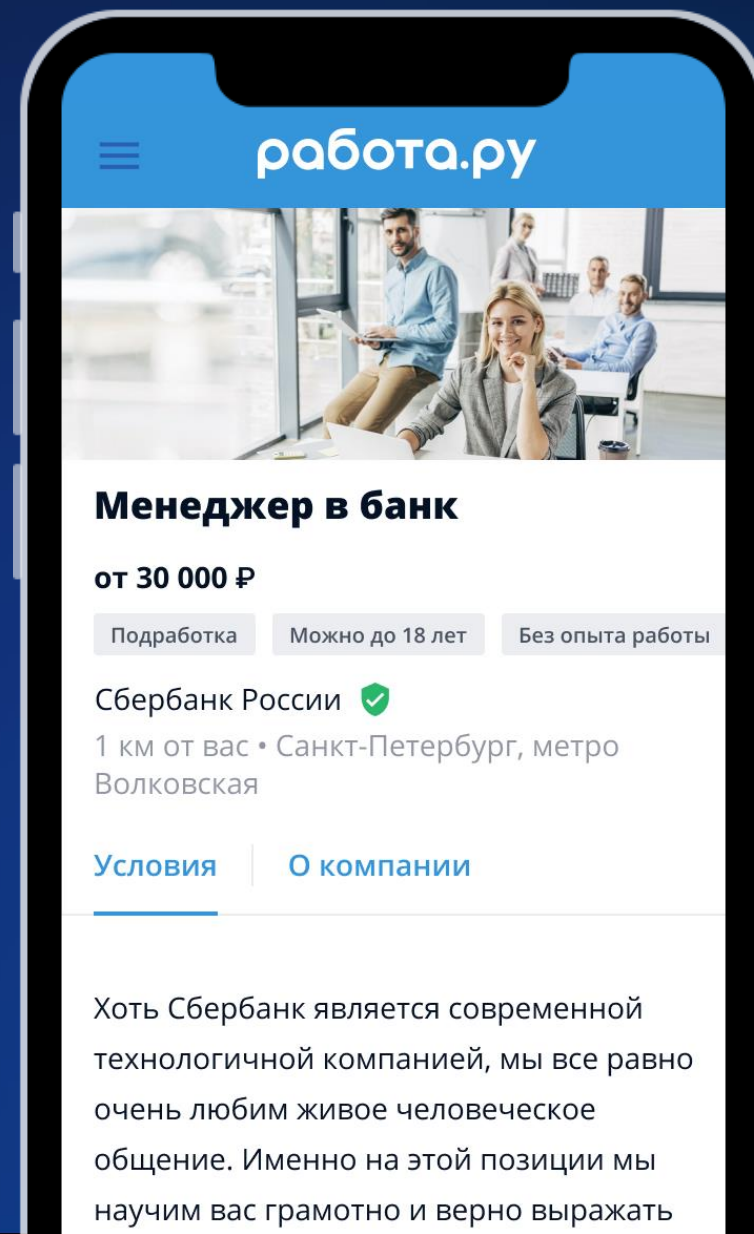 работа.ру
Менеджер в банк
от 30 000 ₽
Подработка Можно до 18 лет Без опыта работы
Сбербанк России
1 км от вас • Санкт-Петербург, метро
Волковская
Условия О компании
Хоть Сбербанк является современной
технологичной компанией, мы все равно
очень любим живое человеческое
общение. Именно на этой позиции мы
научим вас грамотно и верно выражать